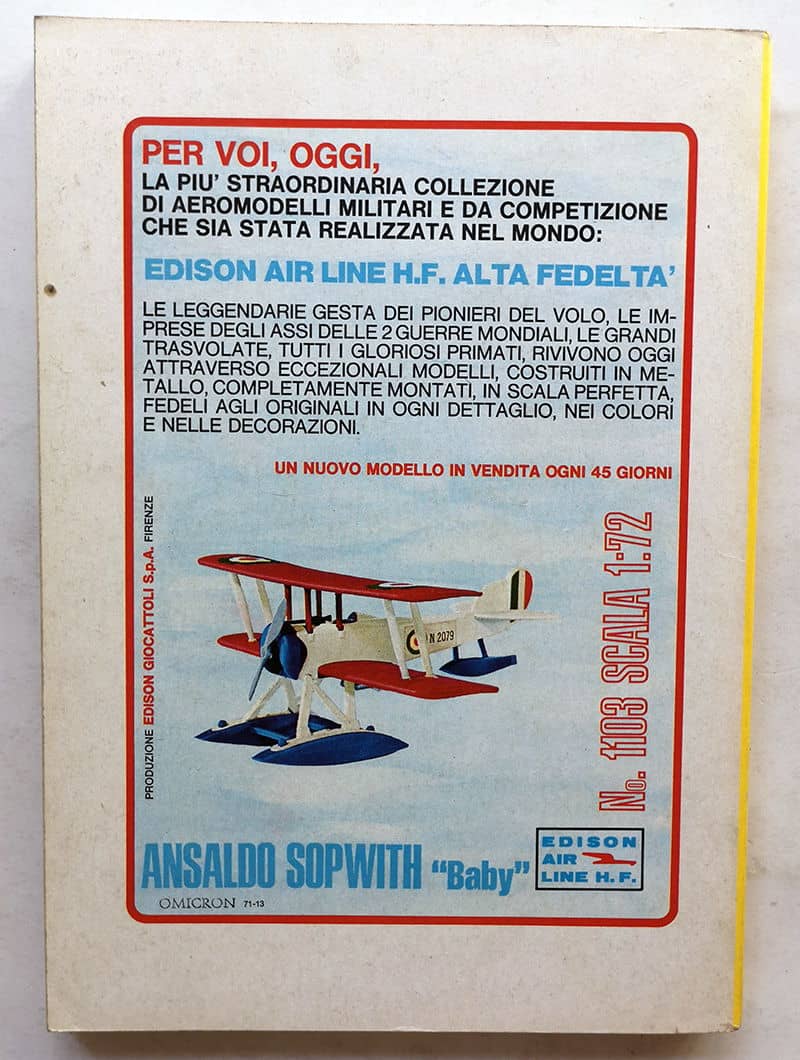 PER VOI, OGGI,
LA PIU' STRAORDINARIA COLLEZIONE
DI AEROMODELLI MILITARI E DA COMPETIZIONE
CHE SIA STATA REALIZZATA NEL MONDO:
EDISON AIR LINE H.F. ALTA FEDELTA'
LE LEGGENDARIE GESTA DEI PIONIERI DEL VOLO, LE IM-
PRESE DEGLI ASSI DELLE 2 GUERRE MONDIALI, LE GRANDI
TRASVOLATE, TUTTI I GLORIOSI PRIMATI, RIVIVONO OGGI
ATTRAVERSO ECCEZIONALI MODELLI, COSTRUITI IN ME-
TALLO, COMPLETAMENTE MONTATI, IN SCALA PERFETTA,
FEDELI AGLI ORIGINALI IN OGNI DETTAGLIO, NEI COLORI
E NELLE DECORAZIONI.
UN NUOVO MODELLO IN VENDITA OGNI 45 GIORNI
PRODUZIONE EDISON GIOCATTOLI S.p.A. FIRENZE
N 2079
No. 1103 SCALA 1:72
ANSALDO SOPWITH "Baby"
EDISON
AIR
LINE H.F.
OMICRON 71-13